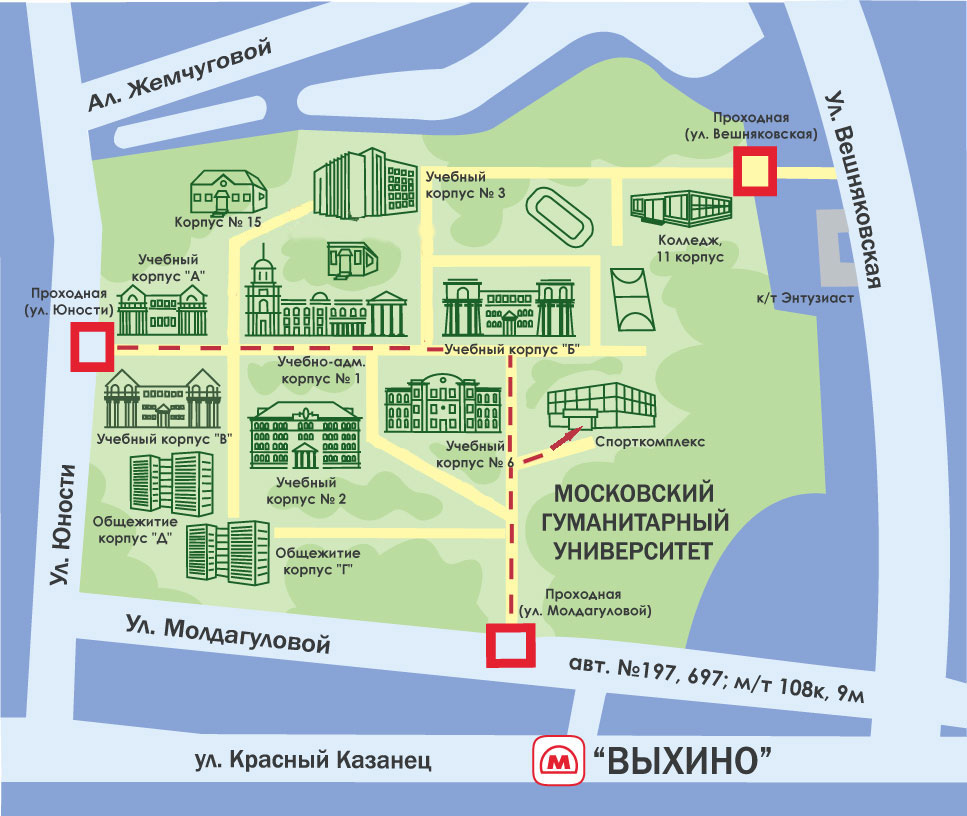 Ал. Жемчуговой
Проходная
(ул. Вешняковская)
Ул. Вешняковская
Учебный
корпус № 3
Корпус № 15
Колледж,
11 корпус
Учебный
корпус "А"
к/т Энтузиаст
Проходная
(ул. Юности)
Учебный корпус "Б"
Учебно-адм.
корпус № 1
Учебный корпус "В"
Учебный
корпус № 6
Спорткомплекс
Учебный
корпус № 2
МОСКОВСКИЙ
ГУМАНИТАРНЫЙ
УНИВЕРСИТЕТ
Общежитие
корпус "Д"
Общежитие
корпус "Г"
Ул. Юности
Проходная
(ул. Молдагуловой)
Ул. Молдагуловой
авт. №197, 697; м/т 108к, 9м
ул. Красный Казанец
М
“ВЫХИНО”